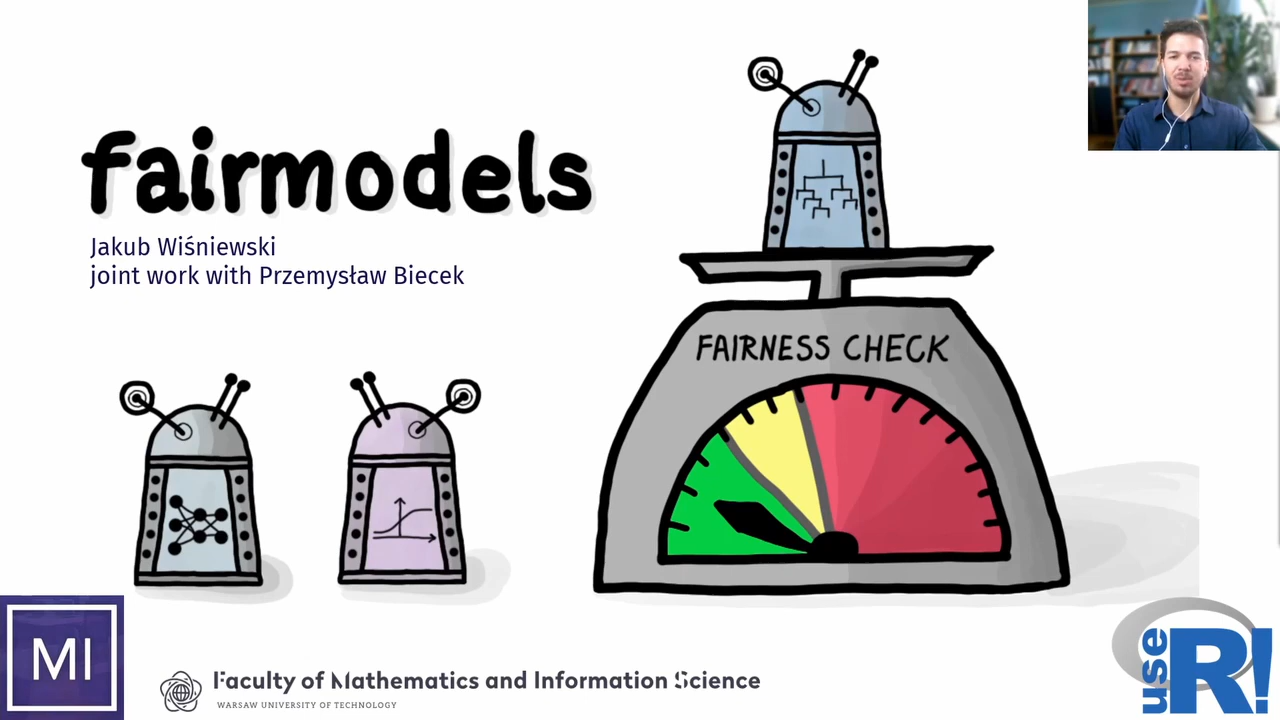 fairmodels
Jakub Wiśniewski
joint work with Przemysław Biecek
FAIRNESS CHECK
MI
Faculty of Mathematics and Information Science
WARSAW UNIVERSITY OF TECHNOLOGY
use
R!